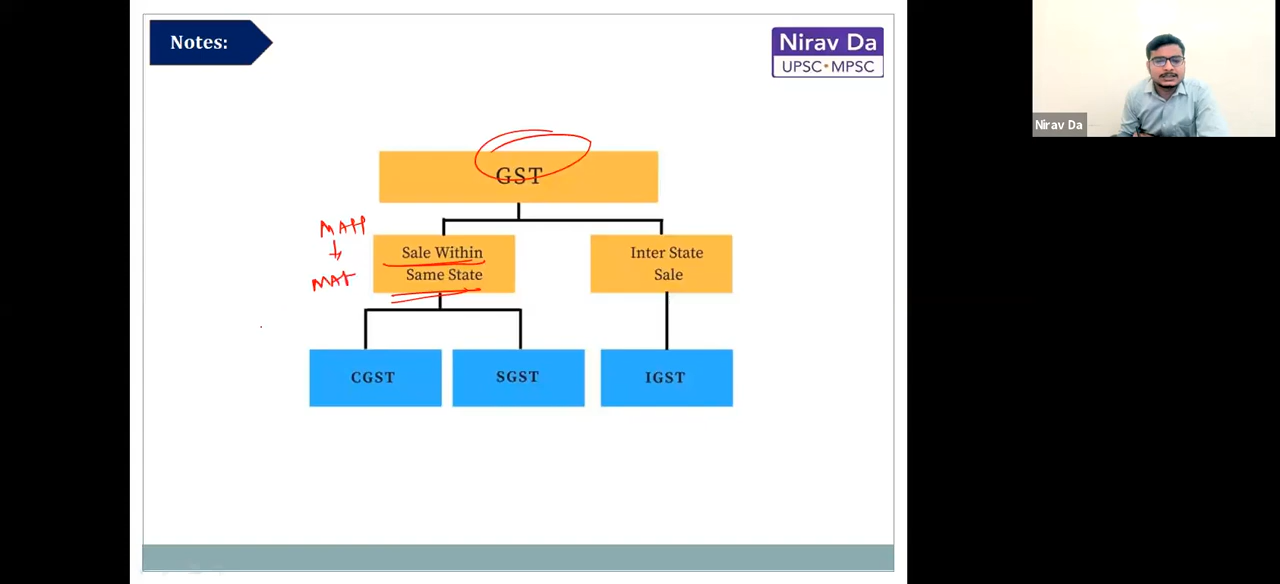 Notes:
Nirav Da
UPSC•MPSC
Nirav Da
GST
MAH
Sale Within
Same State
Inter State
Sale
CGST
SGST
IGST